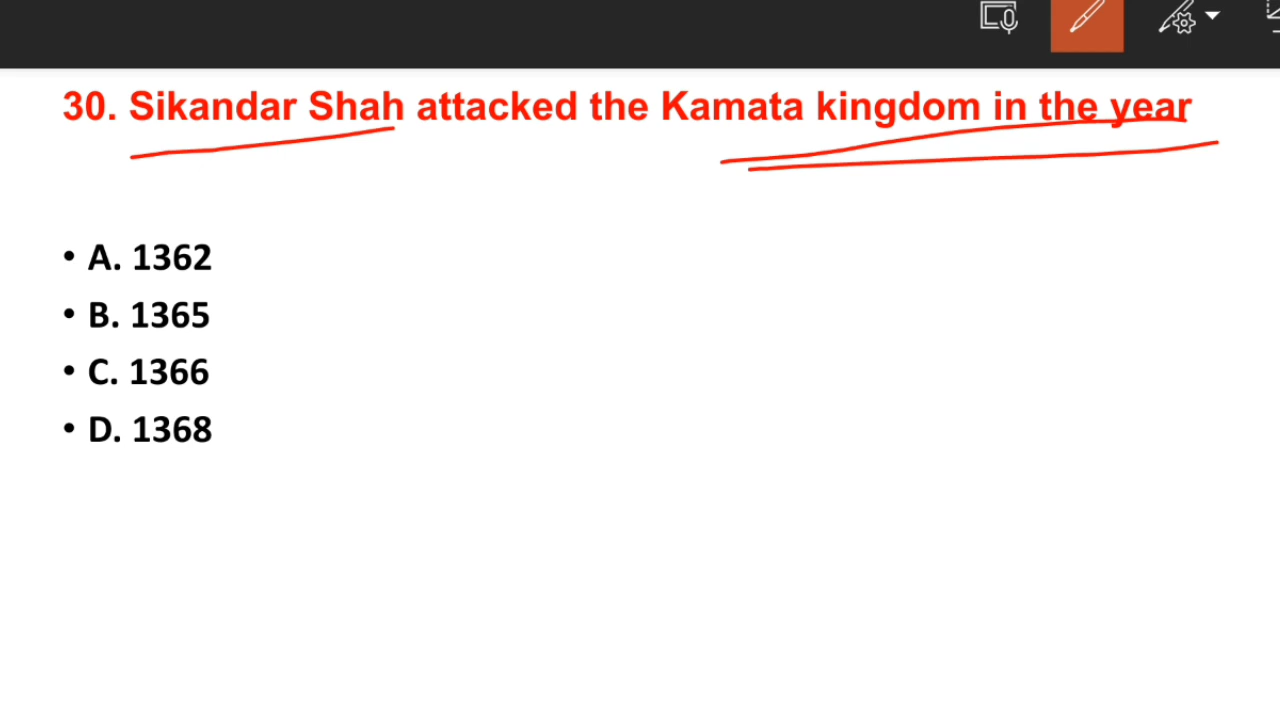 30. Sikandar Shah attacked the Kamata kingdom in the year
• A. 1362
• B. 1365
• C. 1366
• D. 1368